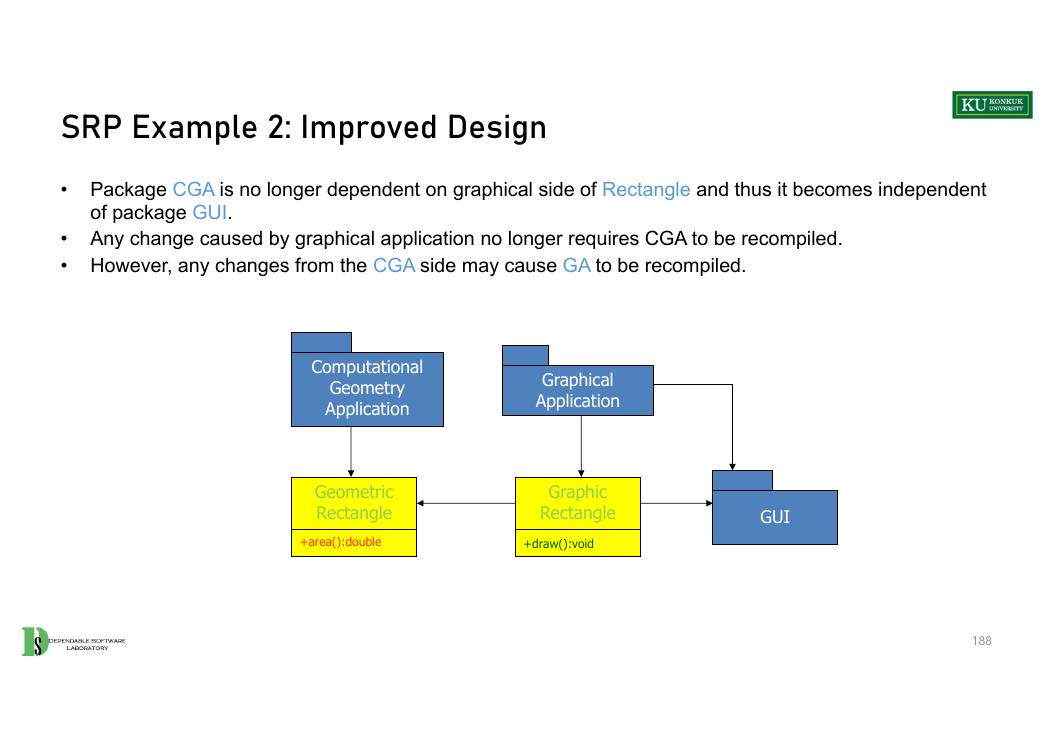 KU KONKUK
UNIVERSITY
SRP Example 2: Improved Design
• Package CGA is no longer dependent on graphical side of Rectangle and thus it becomes independent
of package GUI.
• Any change caused by graphical application no longer requires CGA to be recompiled.
• However, any changes from the CGA side may cause GA to be recompiled.
Computational
Geometry
Application
Graphical
Application
Geometric
Rectangle
+area():double
Graphic
Rectangle
+draw():void
GUI
DS DEPENDABLE SOFTWARE
LABORATORY
188